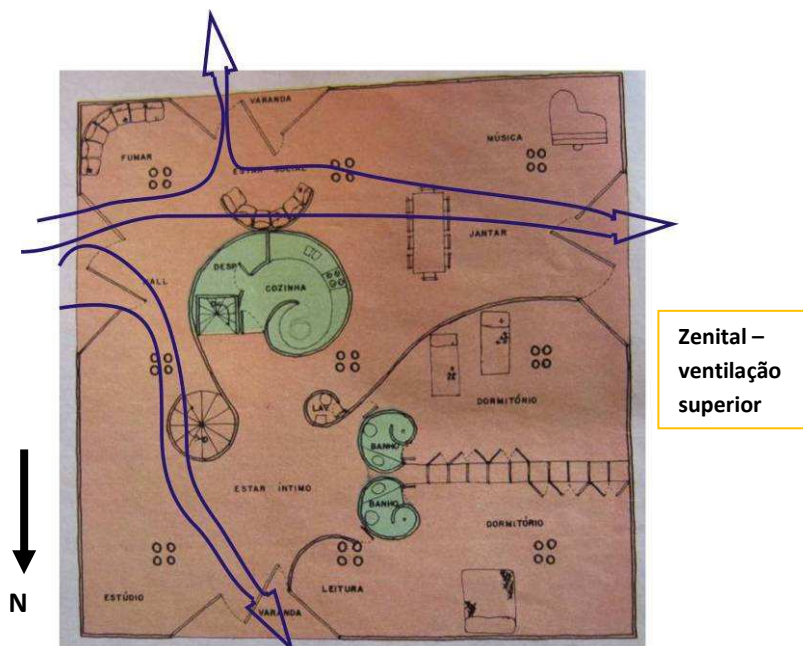 VARANDA
MÚSICA
FUMAR
ESTAR SOCIAL
JANTAR
DESP.
HALL
COZINHA
Zenital –
ventilação
superior
DORMITÓRIO
LAV.
BANHO
ESTAR ÍNTIMO
BANHO
DORMITÓRIO
LEITURA
ESTÚDIO
N
VARANDA